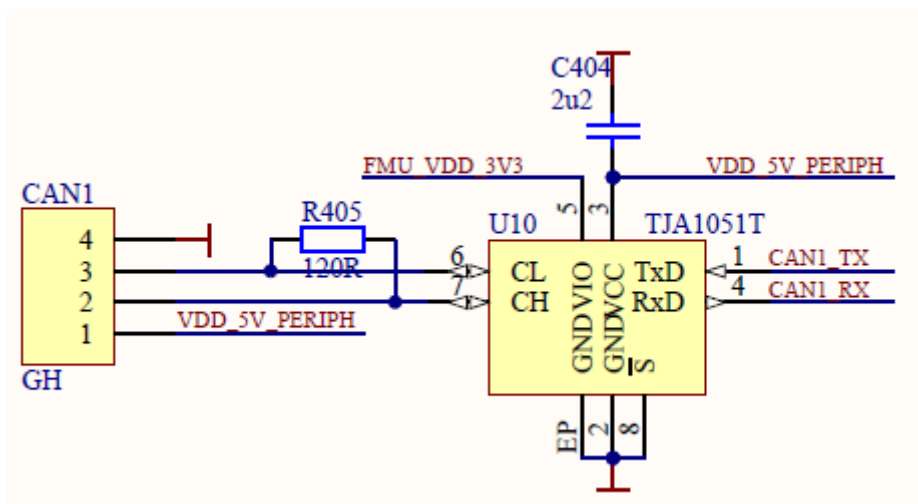 C404
2u2
FMU_VDD_3V3
VDD_5V_PERIPH
CAN1
R405
U10
5
3
TJA1051T
4
3
120R
6
CL
GND
VIO
GND
VCC
TxD
1
CAN1_TX
2
7
CH
RxD
4
CAN1_RX
1
VDD_5V_PERIPH
S
GH
EP
2
8